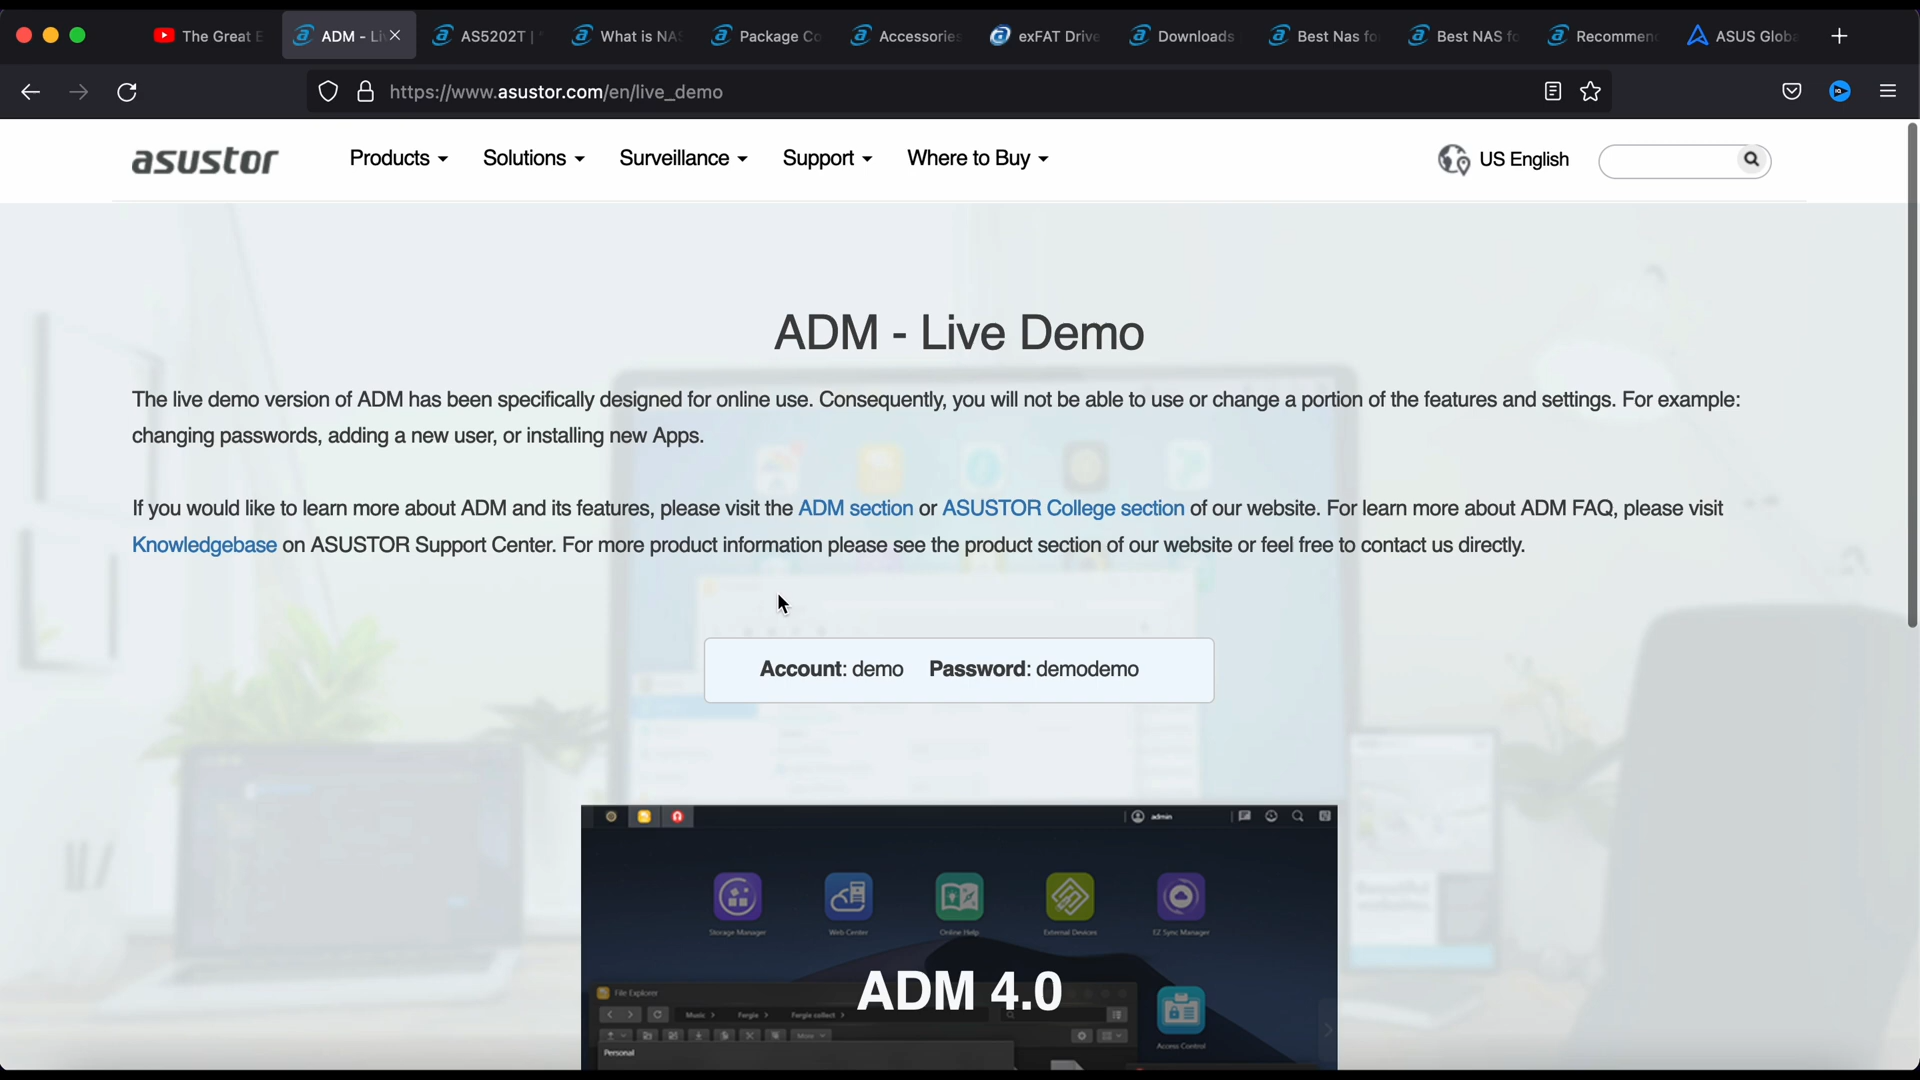 The Great E
ADM - Li
AS5202T | "
What is NAS
Package Co
Accessories
exFAT Drive
Downloads
Best Nas fo
Best NAS fo
Recommen
ASUS Globa
https://www.asustor.com/en/live_demo
asustor
Products
Solutions
Surveillance
Support
Where to Buy
US English
ADM - Live Demo
The live demo version of ADM has been specifically designed for online use. Consequently, you will not be able to use or change a portion of the features and settings. For example:
changing passwords, adding a new user, or installing new Apps.
If you would like to learn more about ADM and its features, please visit the ADM section or ASUSTOR College section of our website. For learn more about ADM FAQ, please visit
Knowledgebase on ASUSTOR Support Center. For more product information please see the product section of our website or feel free to contact us directly.
Account: demo Password: demodemo
admin
Storage Manager
Web Center
Online Help
External Devices
EZ Sync Manager
ADM 4.0
File Explorer
Music > Fergie > Fergie collect >
More
Access Control
Personal